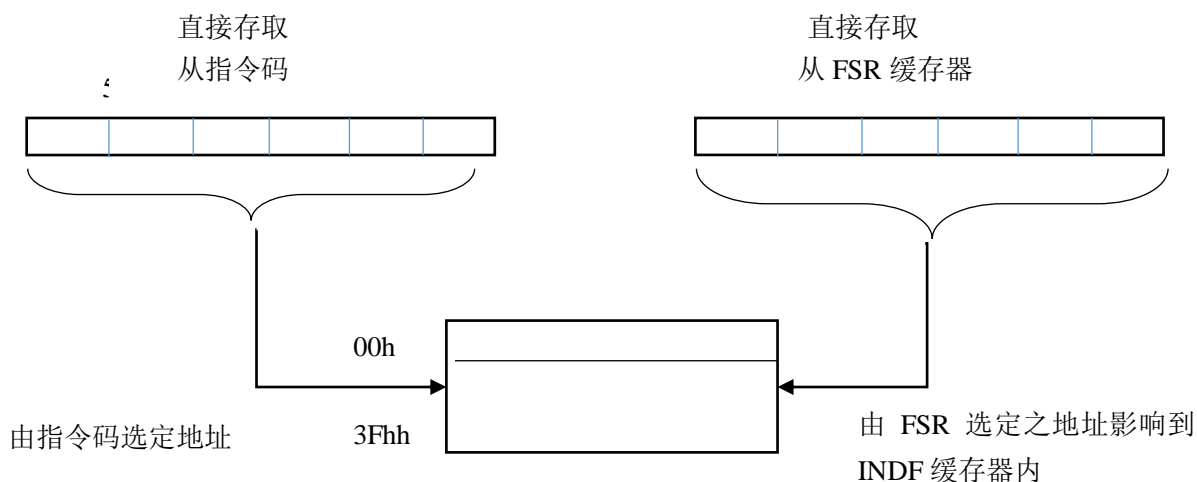 直接存取
从指令码
直接存取
从 FSR 缓存器
00h
3Fhh
由指令码选定地址
由 FSR 选定之地址影响到
INDF 缓存器内